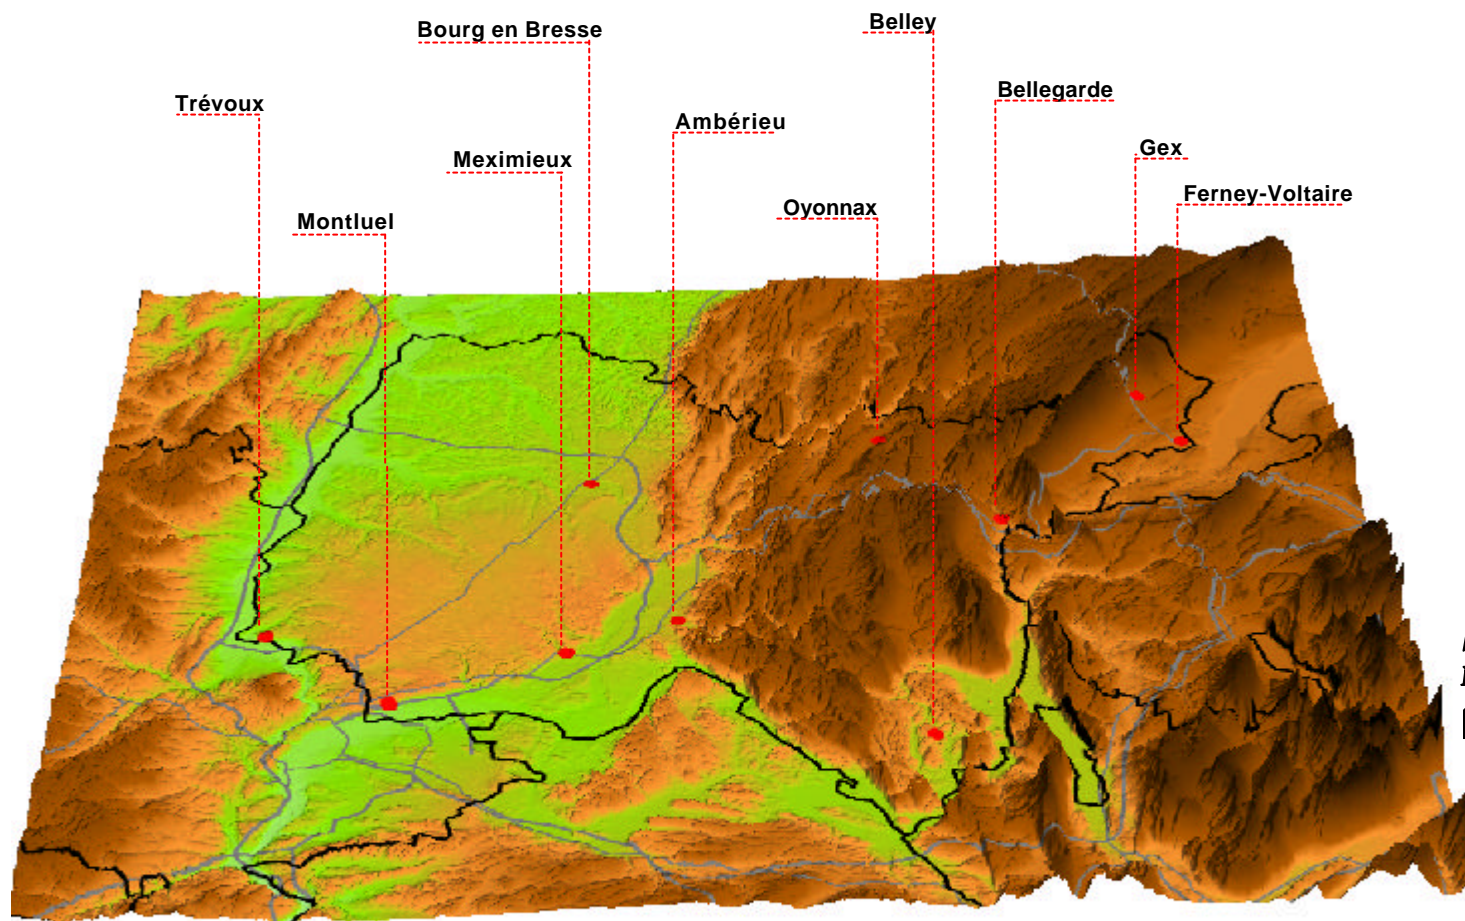 Belley
Bourg en Bresse
Bellegarde
Trévoux
Ambérieu
Gex
Meximieux
Ferney-Voltaire
Oyonnax
Montluel